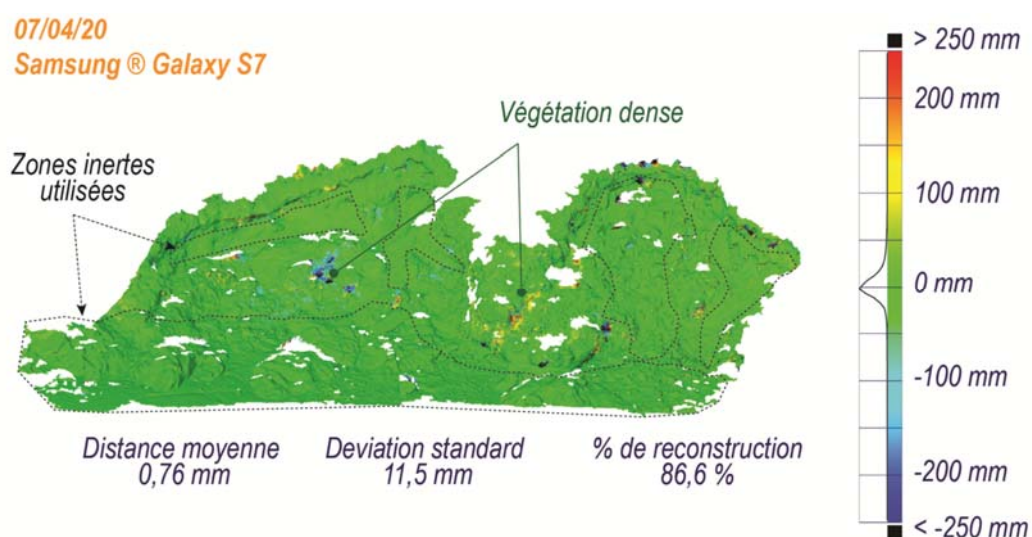 07/04/20
Samsung ® Galaxy S7
Végétation dense
Zones inertes
utilisées
Distance moyenne
0,76 mm
Deviation standard
11,5 mm
% de reconstruction
86,6 %
> 250 mm
200 mm
100 mm
0 mm
-100 mm
-200 mm
< -250 mm